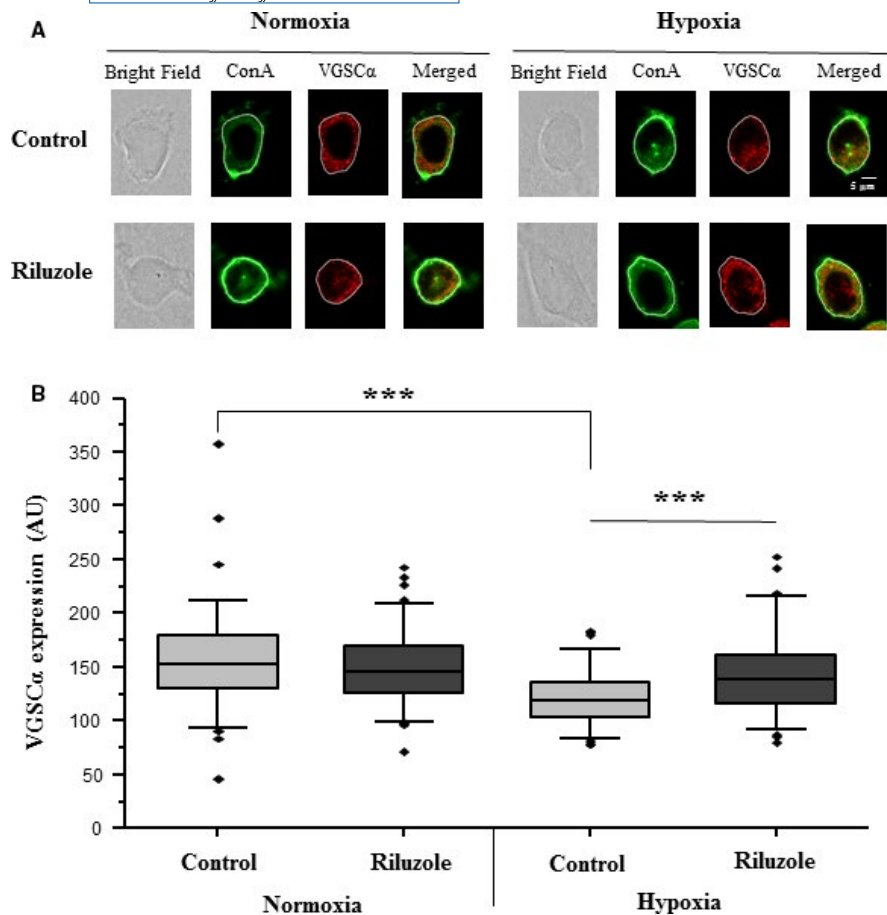 Normoxia Hypoxia
A
Bright Field ConA VGSCα Merged Bright Field ConA VGSCα Merged
Control
5 µm
Riluzole
B
***
***
VGSCα expression (AU)
400
350
300
250
200
150
100
50
0
Control Riluzole Control Riluzole
Normoxia Hypoxia